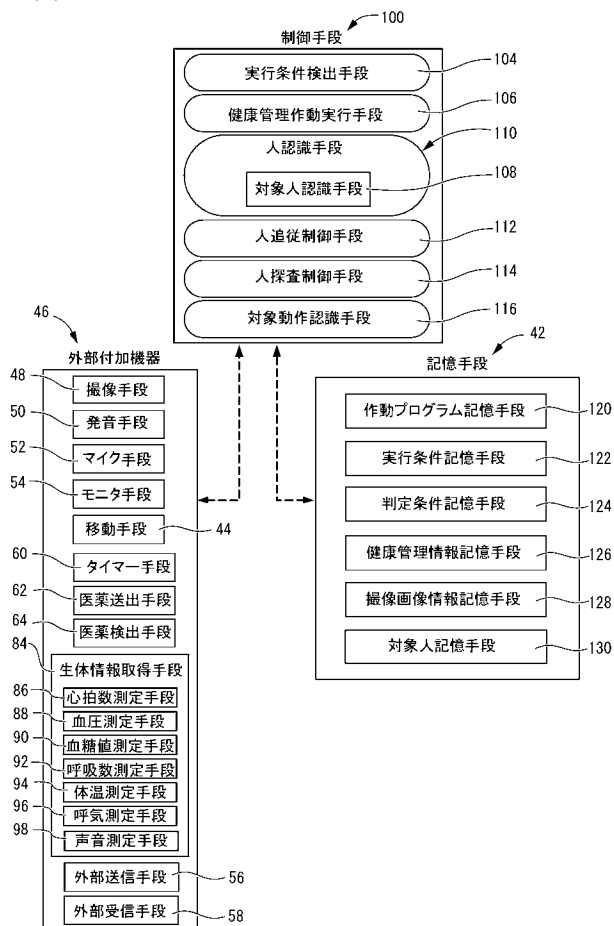 100
制御手段
実行条件検出手段
104
健康管理作動実行手段
106
人認識手段
110
対象人認識手段
108
人追従制御手段
112
人探査制御手段
114
対象動作認識手段
116
46
外部付加機器
48
撮像手段
50
発音手段
52
マイク手段
54
モニタ手段
移動手段
44
60
タイマー手段
62
医薬送出手段
64
医薬検出手段
84
生体情報取得手段
86
心拍数測定手段
88
血圧測定手段
90
血糖値測定手段
92
呼吸数測定手段
94
体温測定手段
96
呼気測定手段
98
声音測定手段
外部送信手段
56
外部受信手段
58
42
記憶手段
作動プログラム記憶手段
120
実行条件記憶手段
122
判定条件記憶手段
124
健康管理情報記憶手段
126
撮像画像情報記憶手段
128
対象人記憶手段
130